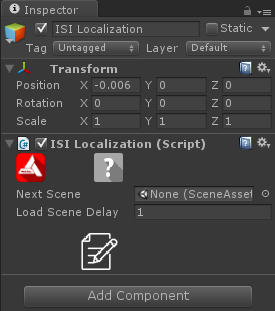 Inspector
ISI Localization Static
Tag Untagged Layer Default
Transform
Position X -0.006 Y 0 Z 0
Rotation X 0 Y 0 Z 0
Scale X 1 Y 1 Z 1
ISI Localization (Script)
?
Next Scene None (SceneAsset
Load Scene Delay 1
Add Component